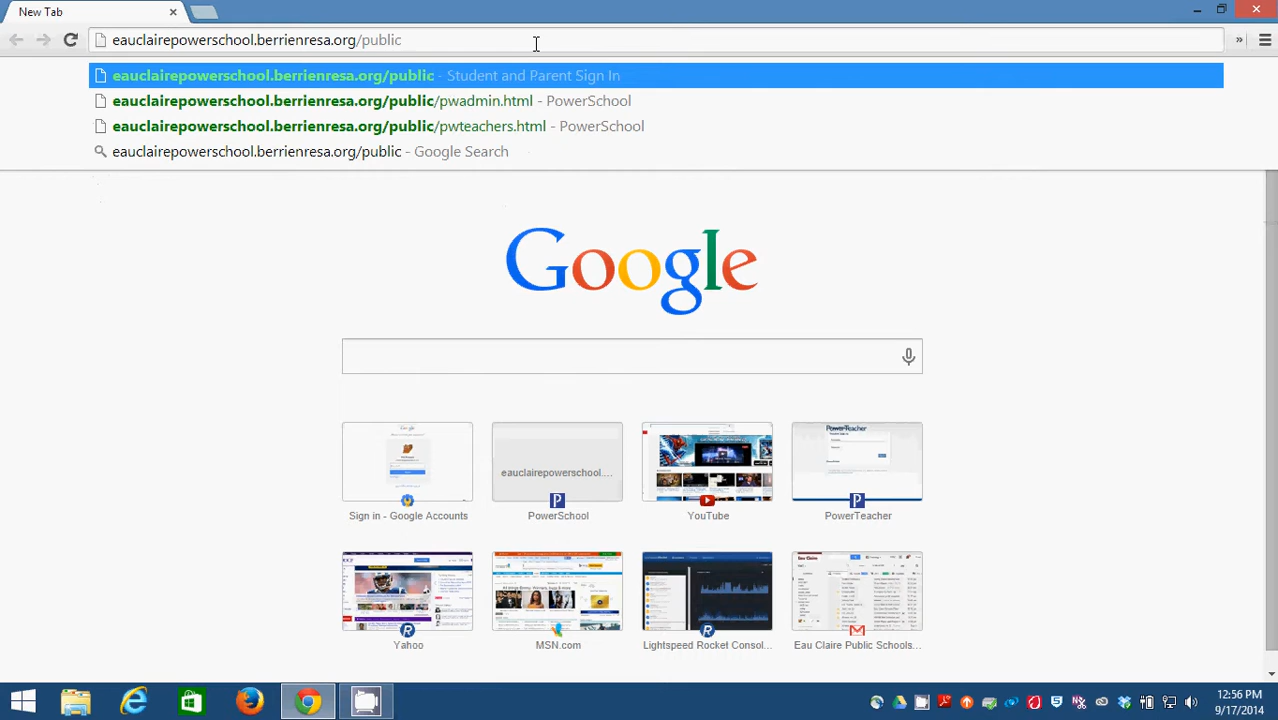 New Tab
eauclairepowerschool.berrienresa.org/public
eauclairepowerschool.berrienresa.org/public - Student and Parent Sign In
eauclairepowerschool.berrienresa.org/public/pwadmin.html - PowerSchool
eauclairepowerschool.berrienresa.org/public/pwteachers.html - PowerSchool
eauclairepowerschool.berrienresa.org/public - Google Search
Google
eauclairepowerschool....
PowerTeacher
Sign in - Google Accounts
PowerSchool
YouTube
PowerTeacher
Yahoo
MSN.com
Lightspeed Rocket Consol...
Eau Claire Public Schools...
12:56 PM
9/17/2014